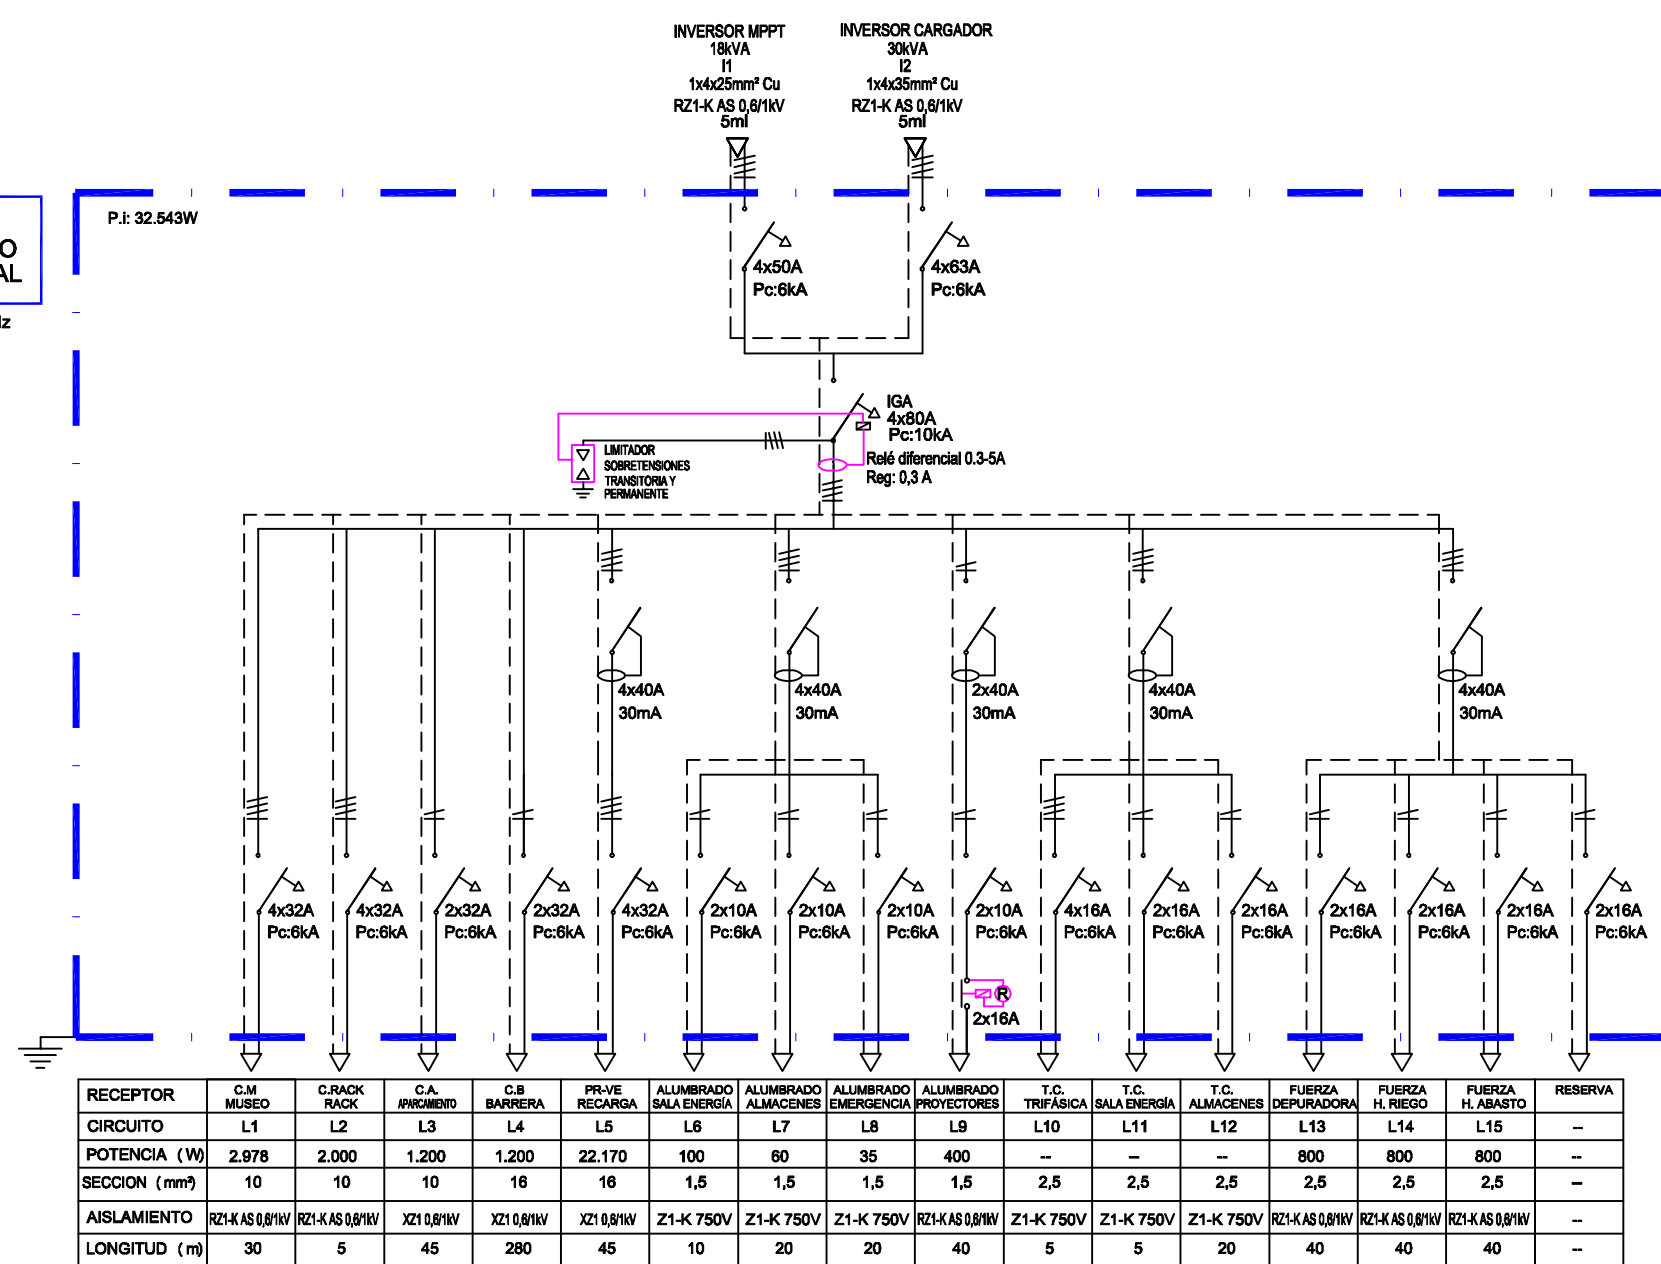 INVERSOR MPPT
18kVA
I1
1x4x25mm² Cu
RZ1-K AS 0,6/1kV
5ml
INVERSOR CARGADOR
30kVA
I2
1x4x35mm² Cu
RZ1-K AS 0,6/1kV
5ml
P.i: 32.543W
O
AL
4x50A
Pc:6kA
4x63A
Pc:6kA
IGA
4x80A
Pc:10kA
Relé diferencial 0.3-5A
Reg: 0,3 A
LIMITADOR
SOBRETENSIONES
TRANSITORIA Y
PERMANENTE
4x40A
30mA
4x40A
30mA
2x40A
30mA
4x40A
30mA
4x40A
30mA
4x32A
Pc:6kA
4x32A
Pc:6kA
2x32A
Pc:6kA
2x32A
Pc:6kA
4x32A
Pc:6kA
2x10A
Pc:6kA
2x10A
Pc:6kA
2x10A
Pc:6kA
2x10A
Pc:6kA
4x16A
Pc:6kA
2x16A
Pc:6kA
2x16A
Pc:6kA
2x16A
Pc:6kA
2x16A
Pc:6kA
2x16A
Pc:6kA
2x16A
Pc:6kA
R
2x16A
RECEPTOR C.M MUSEO C.RACK RACK C.A. APARCAMIENTO C.B BARRERA PR-VE RECARGA ALUMBRADO SALA ENERGÍA ALUMBRADO ALMACENES ALUMBRADO EMERGENCIA ALUMBRADO PROYECTORES T.C. TRIFÁSICA T.C. SALA ENERGÍA T.C. ALMACENES FUERZA DEPURADORA FUERZA H. RIEGO FUERZA H. ABASTO RESERVA
CIRCUITO L1 L2 L3 L4 L5 L6 L7 L8 L9 L10 L11 L12 L13 L14 L15 --
POTENCIA (W) 2.978 2.000 1.200 1.200 22.170 100 60 35 400 -- -- -- 800 800 800 --
SECCION (mm²) 10 10 10 16 16 1,5 1,5 1,5 1,5 2,5 2,5 2,5 2,5 2,5 2,5 --
AISLAMIENTO RZ1-K AS 0,6/1kV RZ1-K AS 0,6/1kV XZ1 0,6/1kV XZ1 0,6/1kV XZ1 0,6/1kV Z1-K 750V Z1-K 750V Z1-K 750V RZ1-K AS 0,6/1kV Z1-K 750V Z1-K 750V Z1-K 750V RZ1-K AS 0,6/1kV RZ1-K AS 0,6/1kV RZ1-K AS 0,6/1kV --
LONGITUD (m) 30 5 45 280 45 10 20 20 40 5 5 20 40 40 40 --